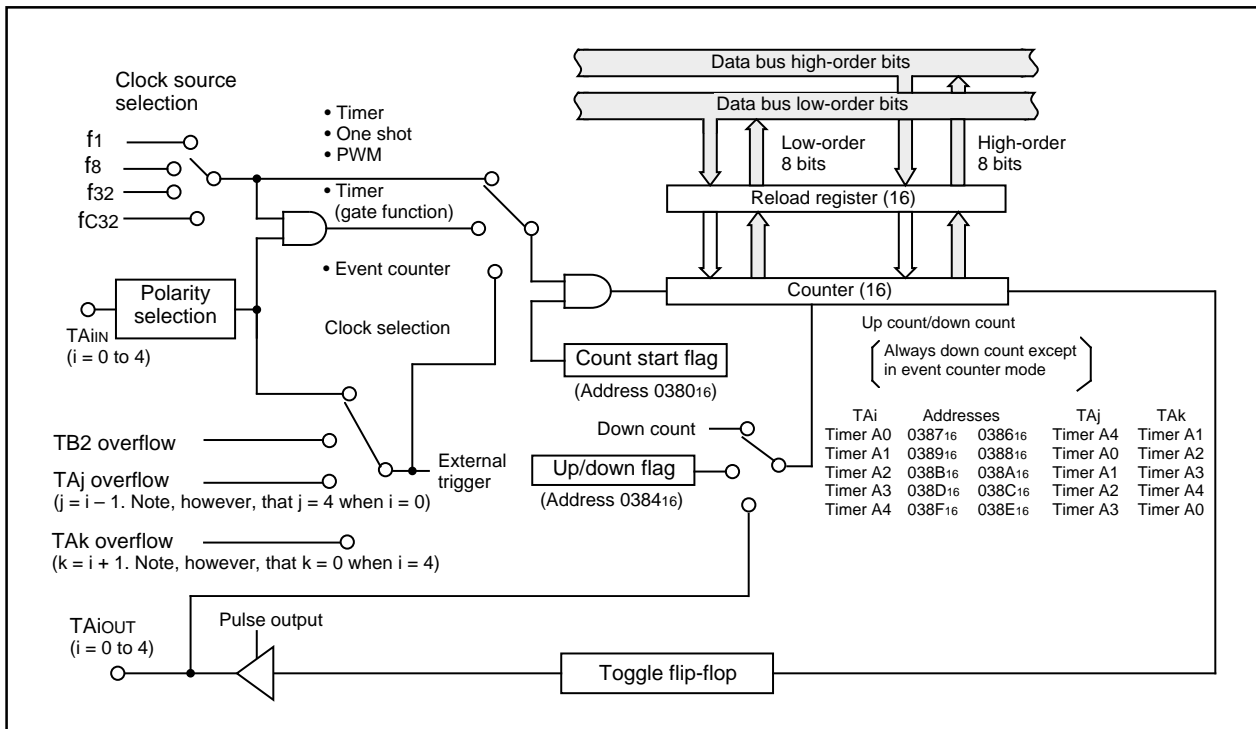 Data bus high-order bits
Data bus low-order bits
Clock source
selection
f1
f8
f32
fC32
• Timer
• One shot
• PWM
• Timer
(gate function)
• Event counter
Low-order
8 bits
High-order
8 bits
Reload register (16)
Counter (16)
Polarity
selection
TAiIN
(i = 0 to 4)
Clock selection
Count start flag
(Address 038016)
Up count/down count
Always down count except
in event counter mode
TB2 overflow
TAj overflow
(j = i – 1. Note, however, that j = 4 when i = 0)
TAk overflow
(k = i + 1. Note, however, that k = 0 when i = 4)
External
trigger
Down count
Up/down flag
(Address 038416)
TAi Addresses TAj TAk
Timer A0 038716 038616 Timer A4 Timer A1
Timer A1 038916 038816 Timer A0 Timer A2
Timer A2 038B16 038A16 Timer A1 Timer A3
Timer A3 038D16 038C16 Timer A2 Timer A4
Timer A4 038F16 038E16 Timer A3 Timer A0
TAiOUT
(i = 0 to 4)
Pulse output
Toggle flip-flop